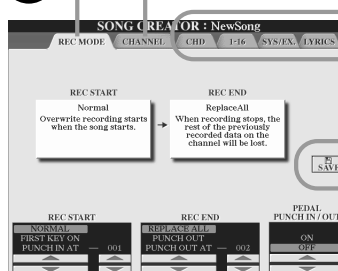 SONG CREATOR : NewSong
REC MODE CHANNEL CHD 1-16 SYS/EX. LYRICS
REC START REC END
Normal
Overwrite recording starts
when the song starts.
ReplaceAll
When recording stops, the
rest of the previously
recorded data on the
channel will be lost.
SAVE
REC START REC END PEDAL
PUNCH IN / OUT
NORMAL REPLACE ALL
FIRST KEY ON PUNCH OUT ON
PUNCH IN AT — 001 PUNCH OUT AT — 002 OFF